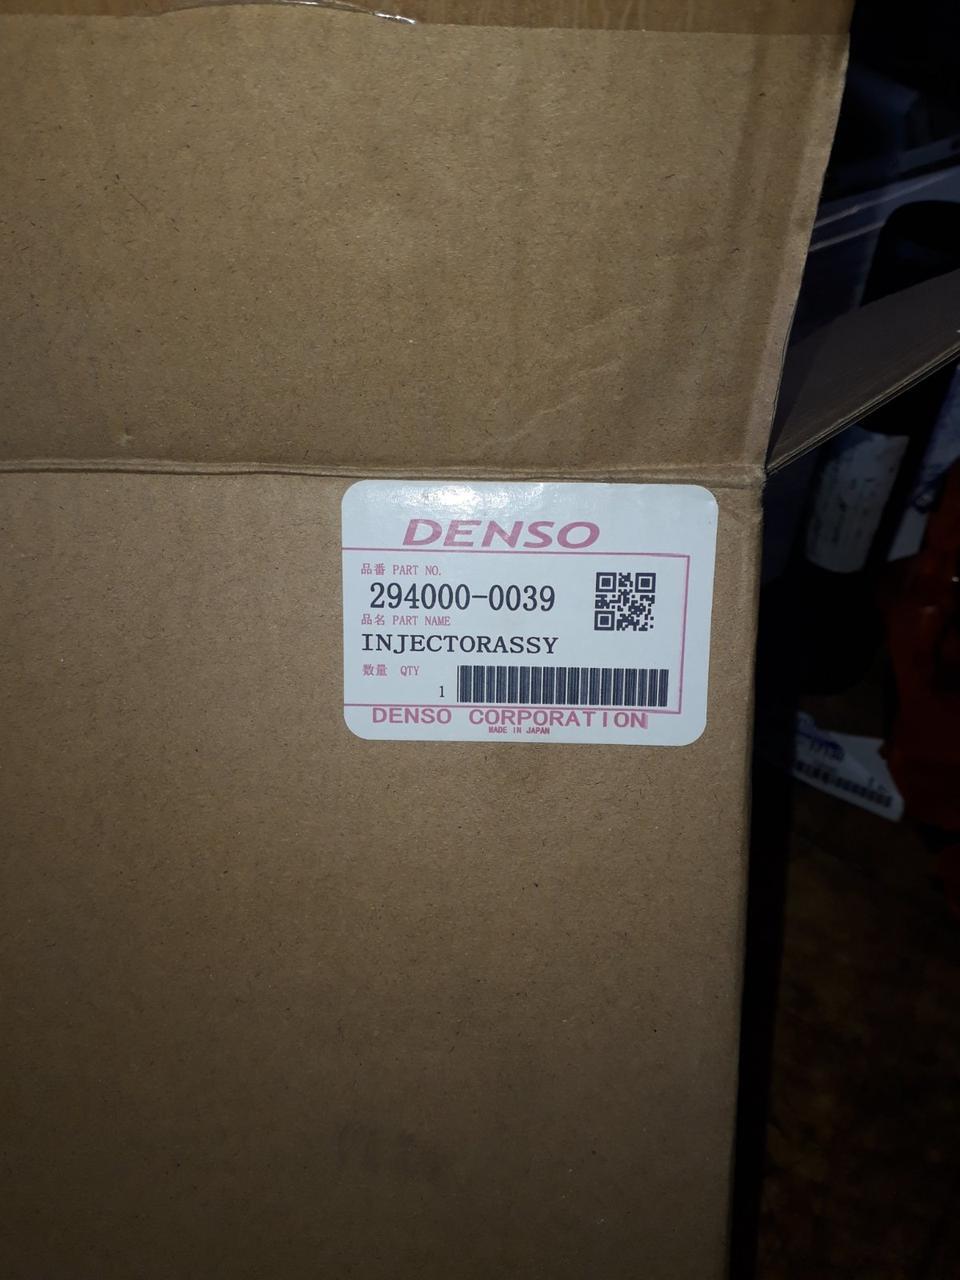 DENSO
品番 PART NO.
294000-0039
品名 PART NAME
INJECTORASSY
数量 QTY
1
DENSO CORPORATION
MADE IN JAPAN